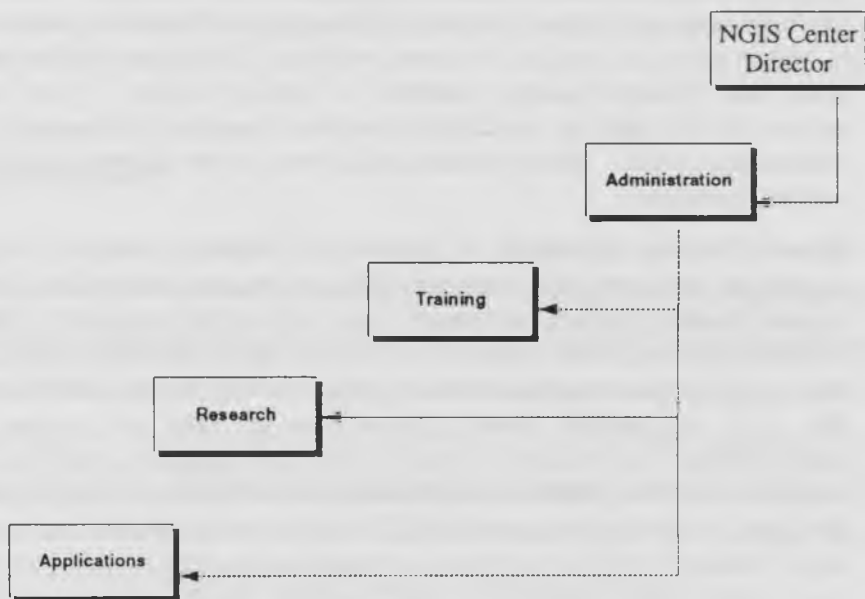 NGIS Center
Director
Administration
Training
Research
Applications